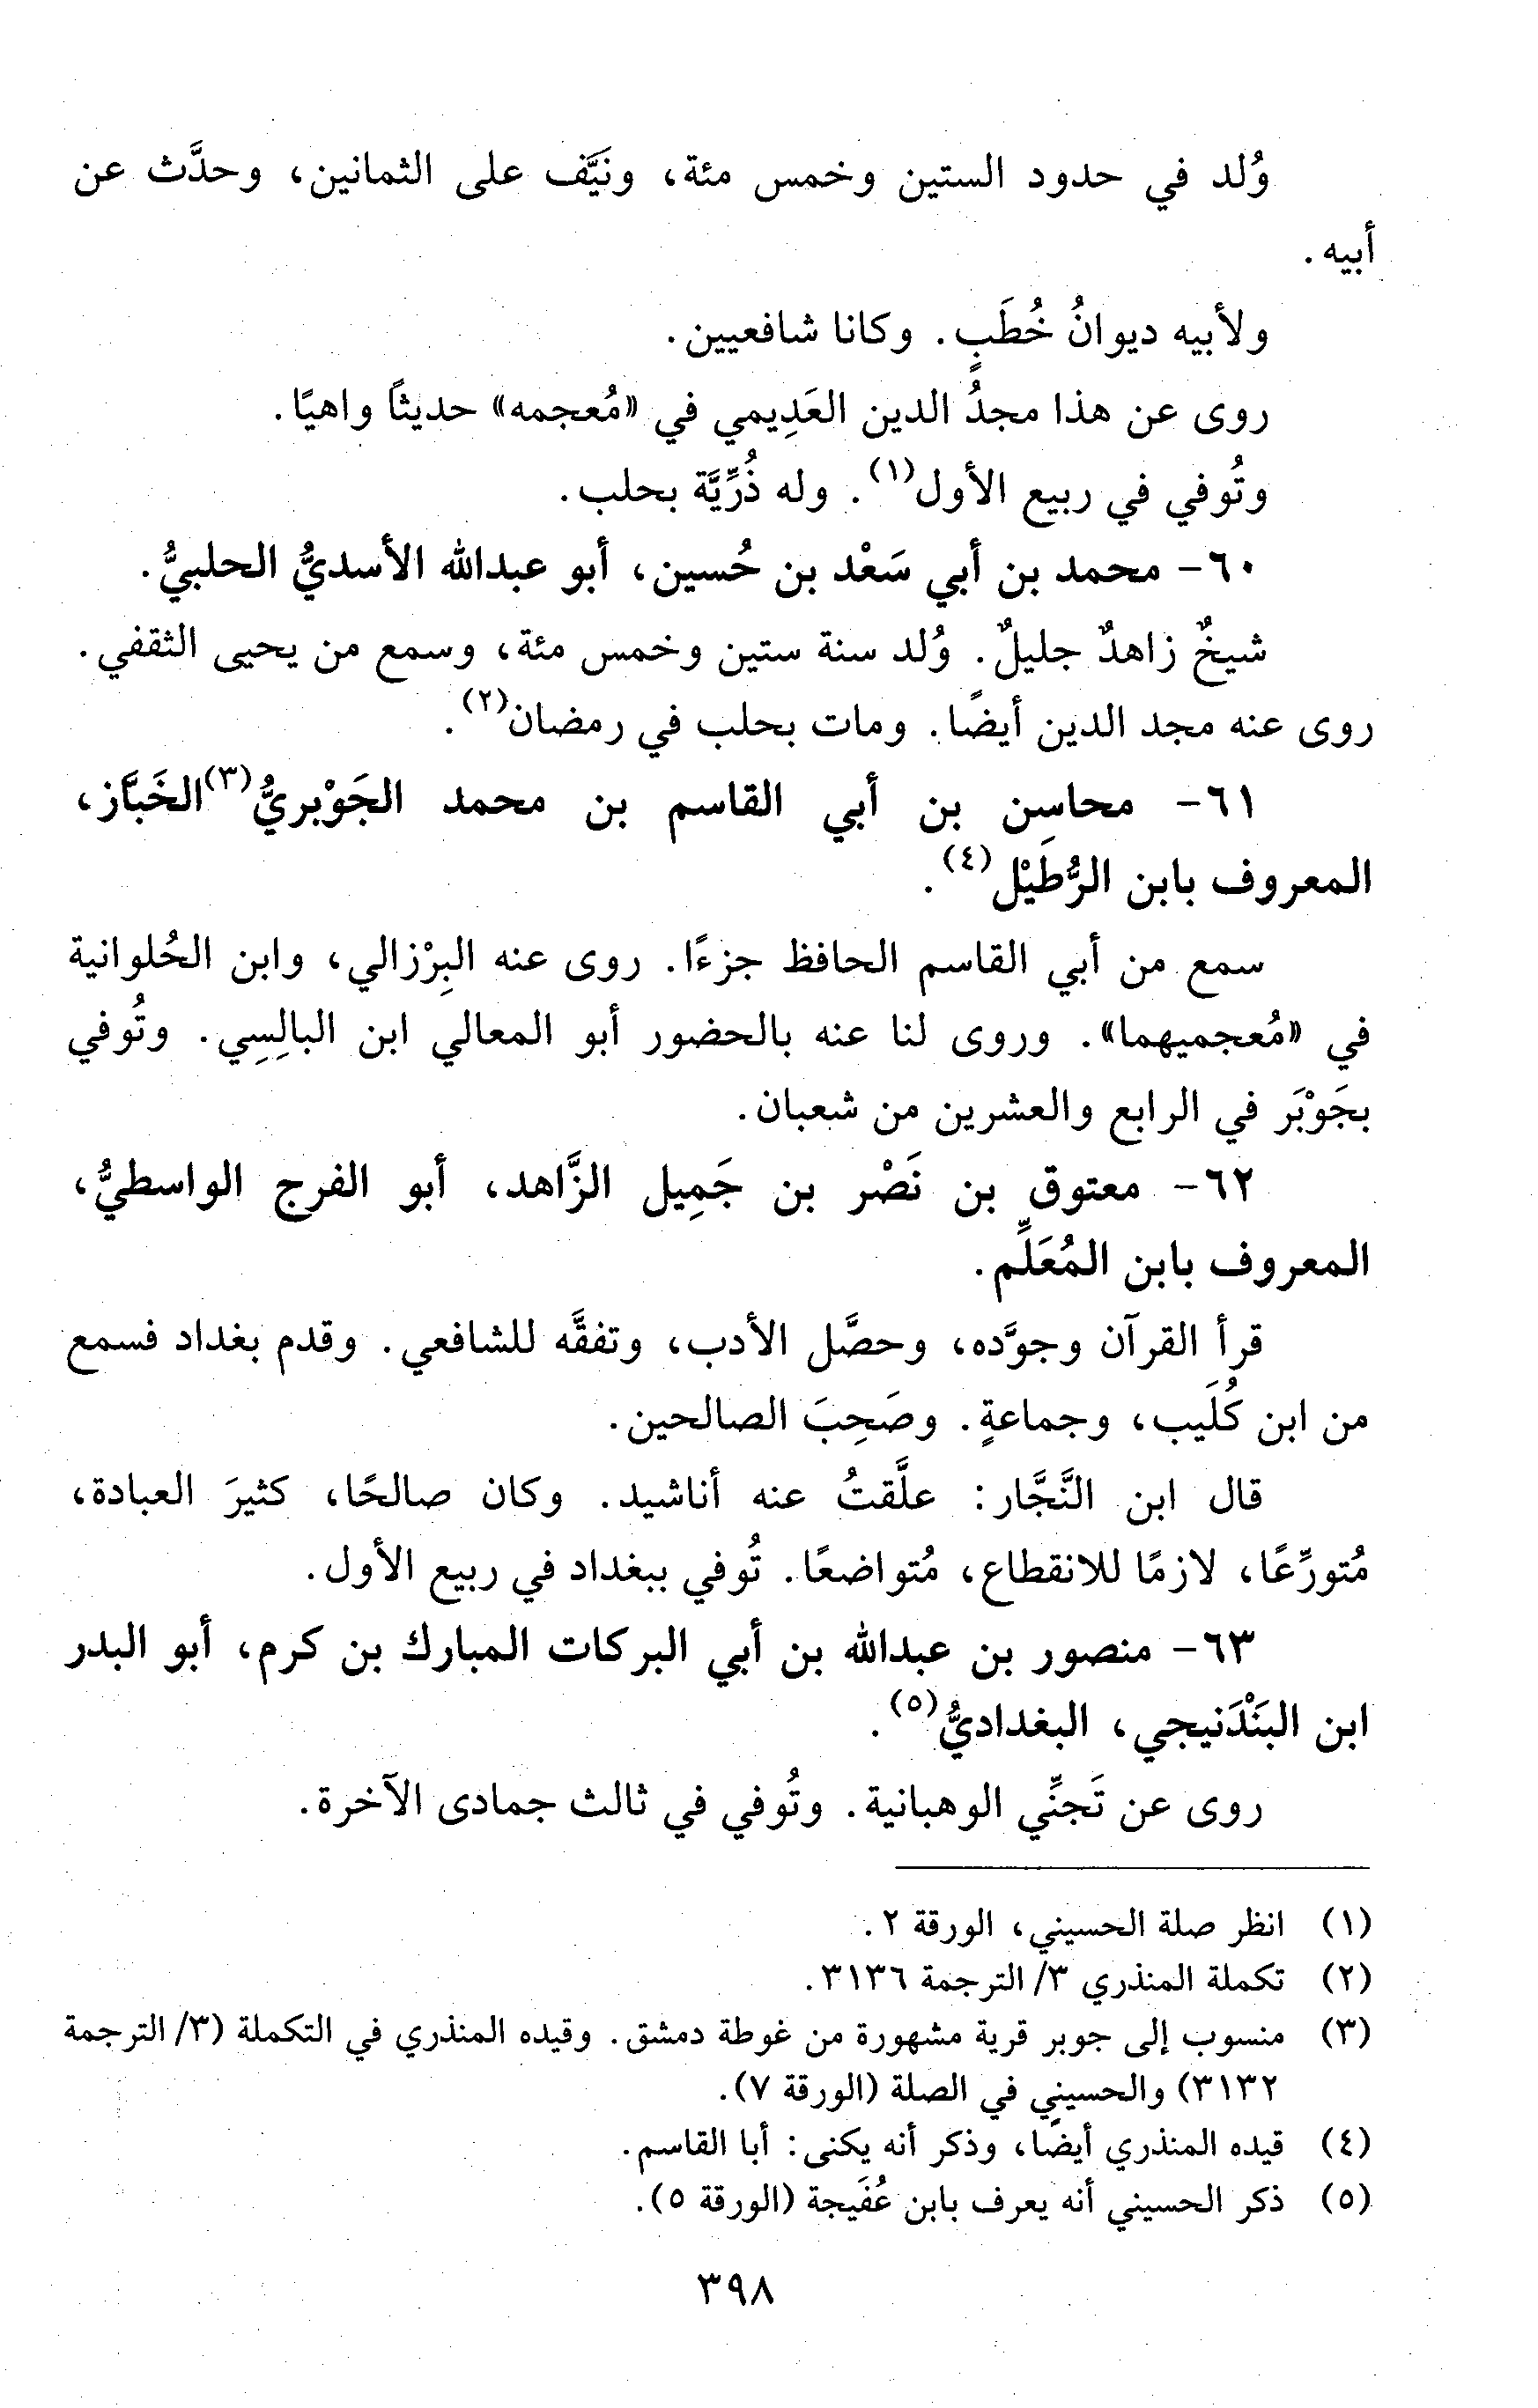 وُلد في حدود الستين وخمس مئة، ونَيَّف على الثمانين، وحدَّث عن
أبيه.
ولأبيه ديوانُ خُطَبٍ. وكانا شافعيين.
روى عن هذا مجدُ الدين العَدِيمي في «مُعجمه» حديثًا واهيًا.
وتُوفي في ربيع الأول(١). وله ذُرِّيَّة بحلب.
٦٠- محمد بن أبي سَعْد بن حُسين، أبو عبدالله الأسديُّ الحلبيُّ.
شيخٌ زاهدٌ جليلٌ. وُلد سنة ستين وخمس مئة، وسمع من يحيى الثقفي.
روى عنه مجد الدين أيضًا. ومات بحلب في رمضان(٢).
٦١- محاسِن بن أبي القاسم بن محمد الجَوْبريُّ(٣) الخَبَّاز،
المعروف بابن الرُّطَيْل(٤).
سمع من أبي القاسم الحافظ جزءًا. روى عنه البِرْزالي، وابن الحُلوانية
في «مُعجميهما». وروى لنا عنه بالحضور أبو المعالي ابن البالِسِي. وتُوفي
بجَوْبَر في الرابع والعشرين من شعبان.
٦٢- معتوق بن نَصْر بن جَمِيل الزَّاهد، أبو الفرج الواسطيُّ،
المعروف بابن المُعَلِّم.
قرأ القرآن وجوَّده، وحصَّل الأدب، وتفقَّه للشافعي. وقدم بغداد فسمع
من ابن كُلَيب، وجماعةٍ. وصَحِبَ الصالحين.
قال ابن النَّجَّار: علَّقتُ عنه أناشيد. وكان صالحًا، كثيرَ العبادة،
مُتورِّعًا، لازمًا للانقطاع، مُتواضعًا. تُوفي ببغداد في ربيع الأول.
٦٣- منصور بن عبدالله بن أبي البركات المبارك بن كرم، أبو البدر
ابن البَنْدَنيجي، البغداديُّ(٥).
روى عن تَجنِّي الوهبانية. وتُوفي في ثالث جمادى الآخرة.
(١) انظر صلة الحسيني، الورقة ٢.
(٢) تكملة المنذري ٣/ الترجمة ٣١٣٦.
(٣) منسوب إلى جوبر قرية مشهورة من غوطة دمشق. وقيده المنذري في التكملة (٣/ الترجمة
٣١٣٢) والحسيني في الصلة (الورقة ٧).
(٤) قيده المنذري أيضًا، وذكر أنه يكنى: أبا القاسم.
(٥) ذكر الحسيني أنه يعرف بابن عُفَيجة (الورقة ٥).
٣٩٨